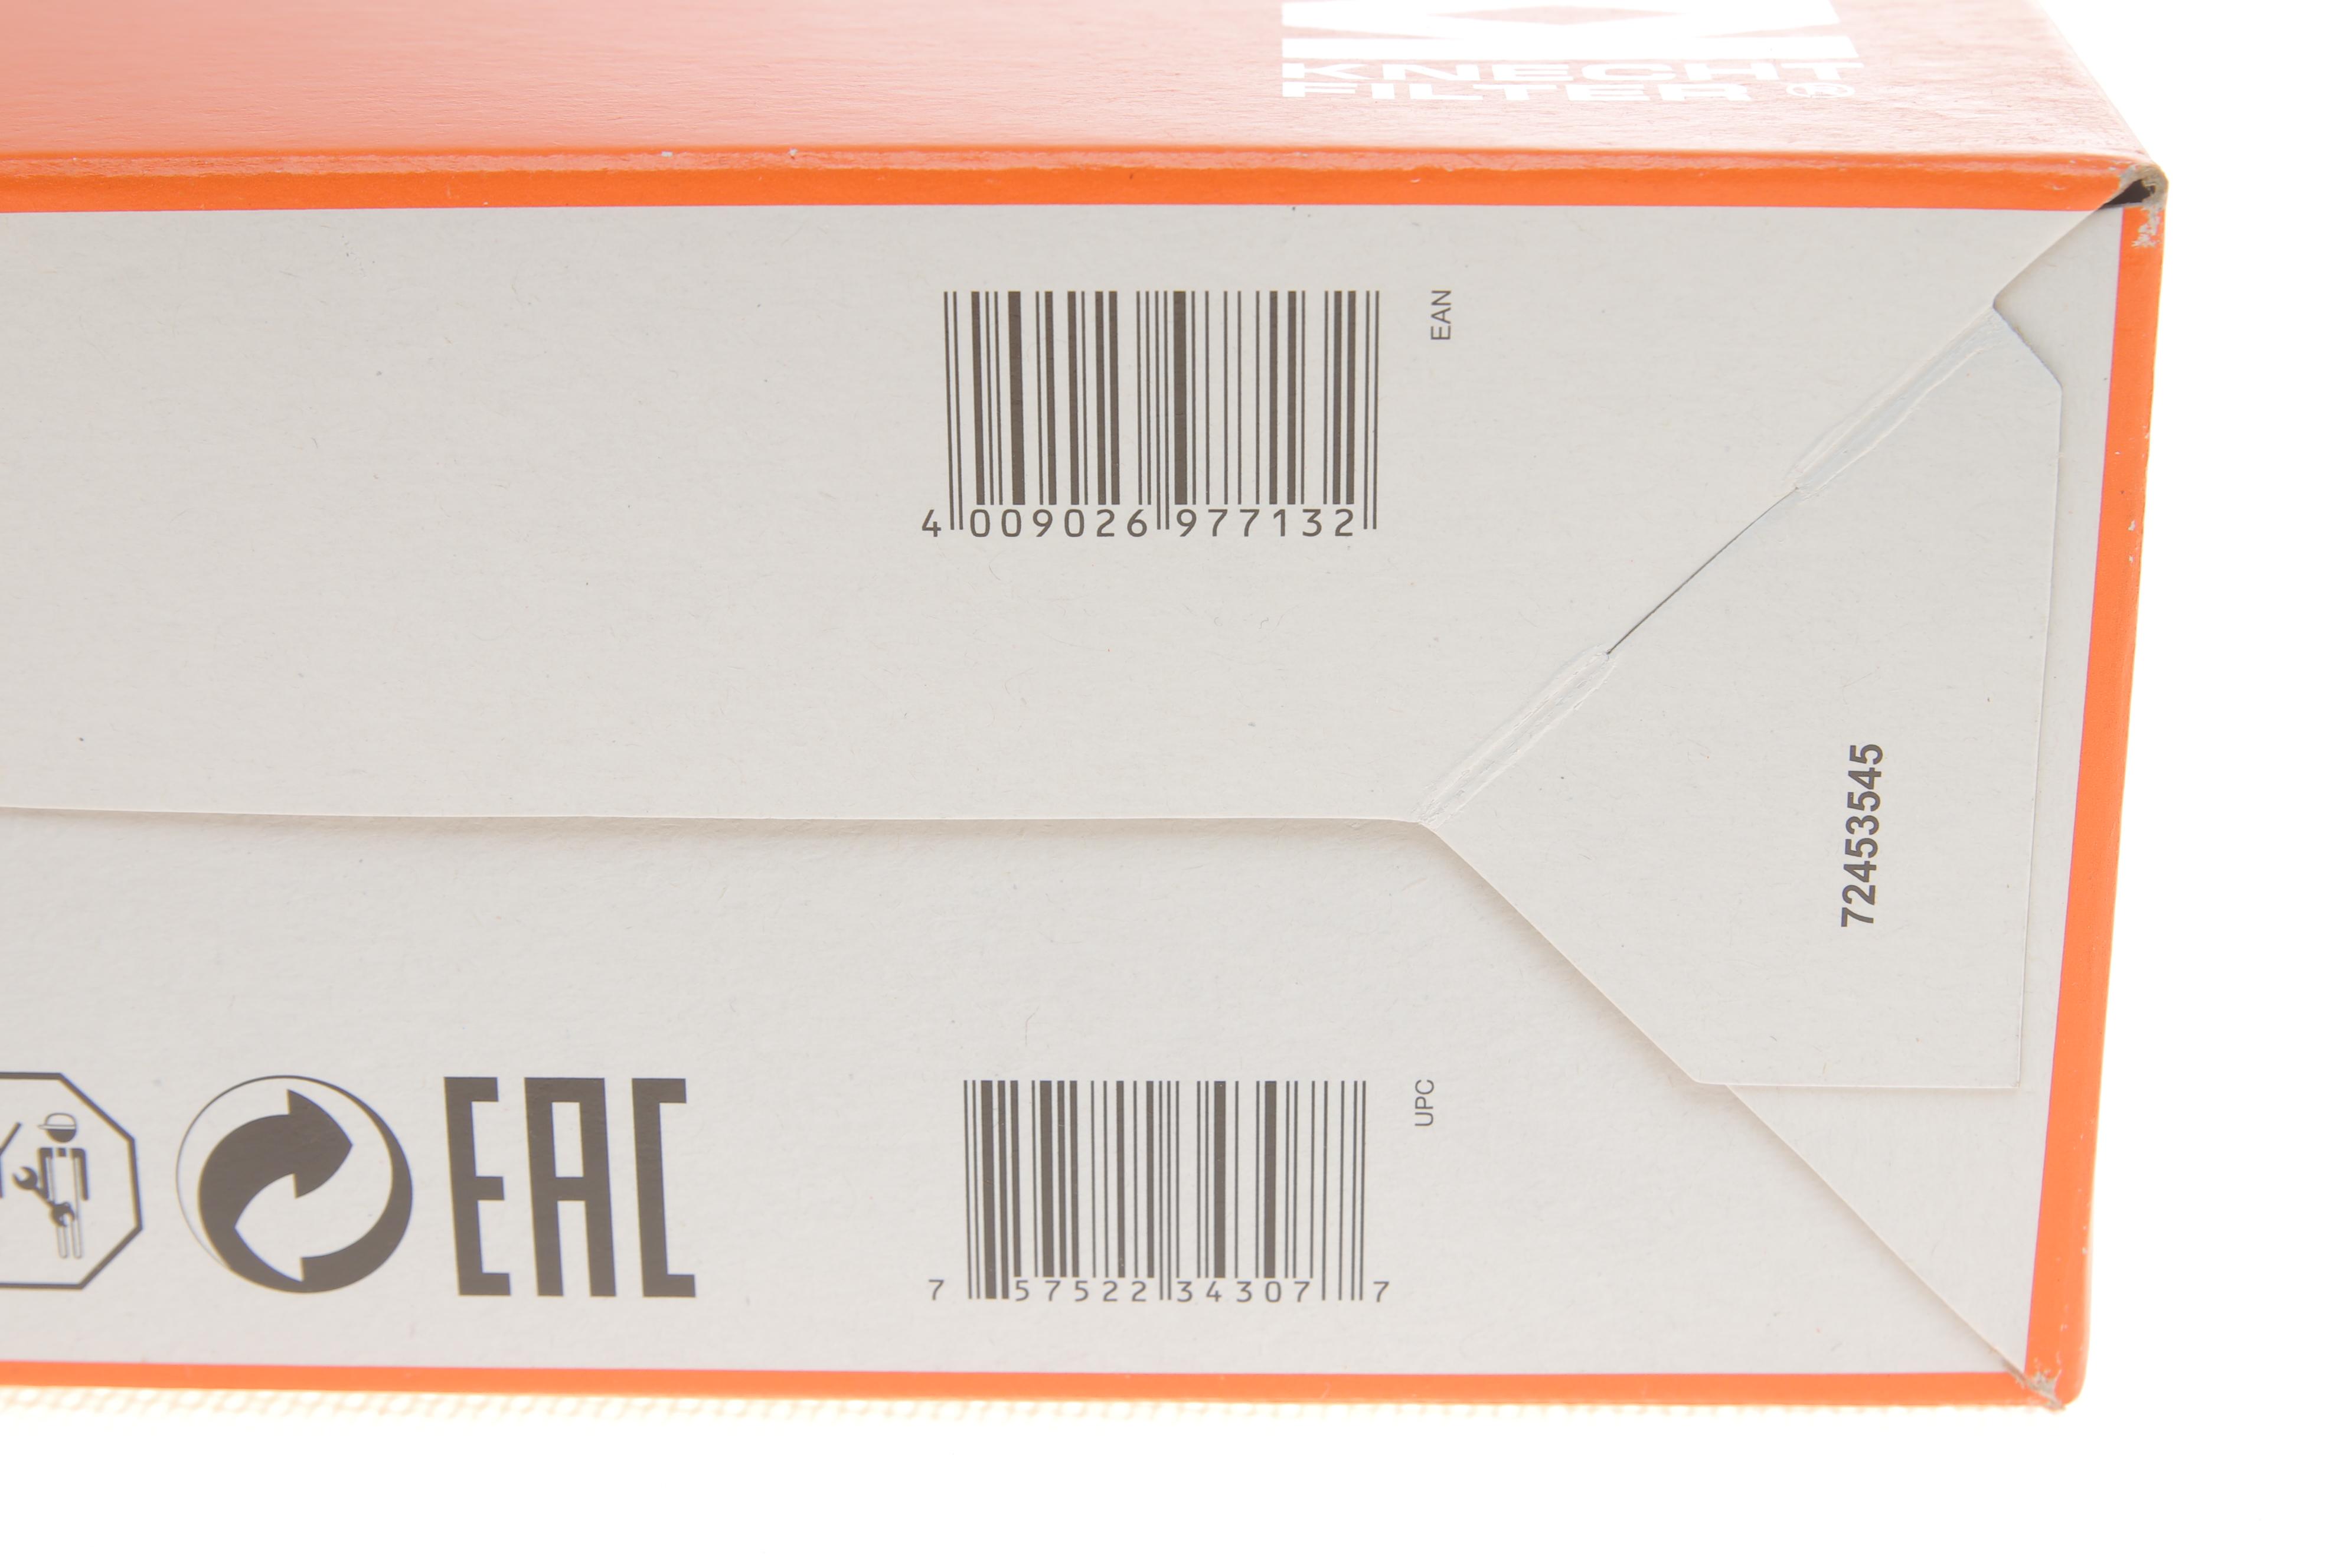 KNECHT
FILTER ®
EAN
4 009026 977132
72453545
EAC
UPC
7 57522 34307 7